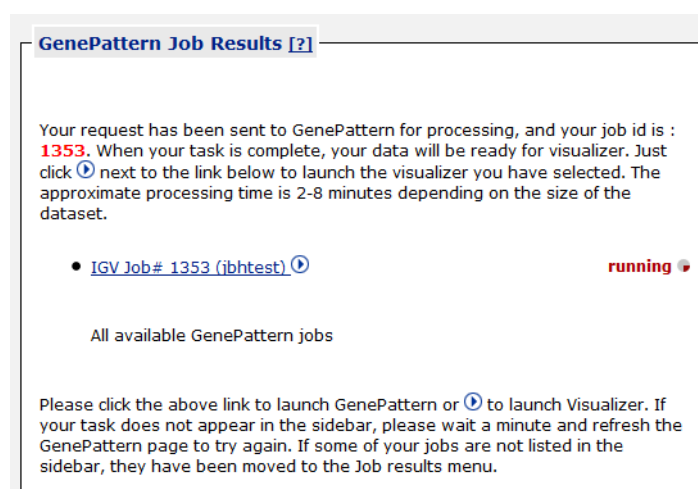 GenePattern Job Results [?]
Your request has been sent to GenePattern for processing, and your job id is :
1353. When your task is complete, your data will be ready for visualizer. Just
click next to the link below to launch the visualizer you have selected. The
approximate processing time is 2-8 minutes depending on the size of the
dataset.
IGV Job# 1353 (jbhtest) running
All available GenePattern jobs
Please click the above link to launch GenePattern or to launch Visualizer. If
your task does not appear in the sidebar, please wait a minute and refresh the
GenePattern page to try again. If some of your jobs are not listed in the
sidebar, they have been moved to the Job results menu.